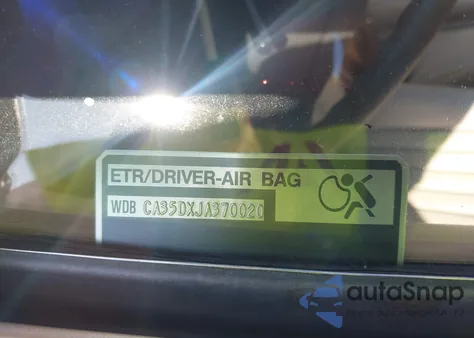 ETR/DRIVER-AIR BAG
WDB CA35DXJA370020
autoSnap